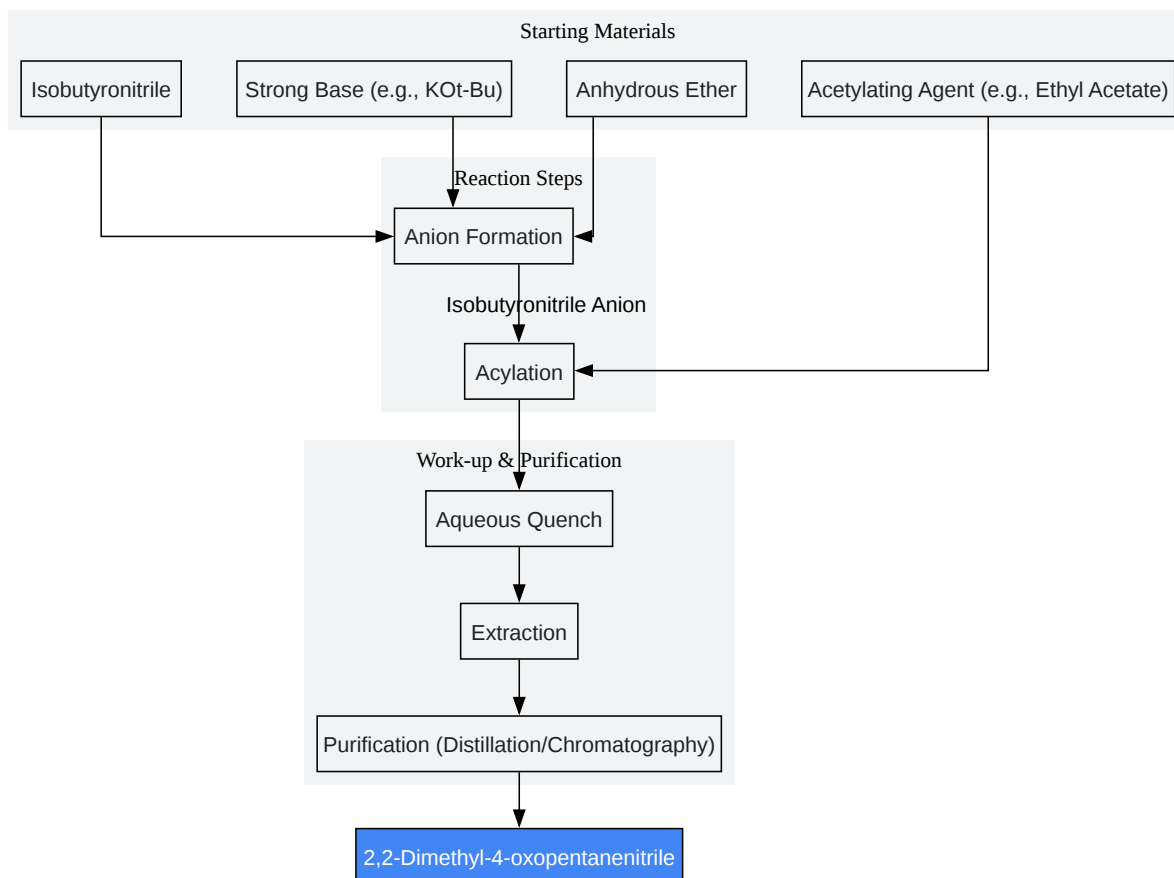 Starting Materials
Isobutyronitrile
Strong Base (e.g., KOt-Bu)
Anhydrous Ether
Acetylating Agent (e.g., Ethyl Acetate)
Reaction Steps
Anion Formation
Isobutyronitrile Anion
Acylation
Work-up & Purification
Aqueous Quench
Extraction
Purification (Distillation/Chromatography)
2,2-Dimethyl-4-oxopentanenitrile